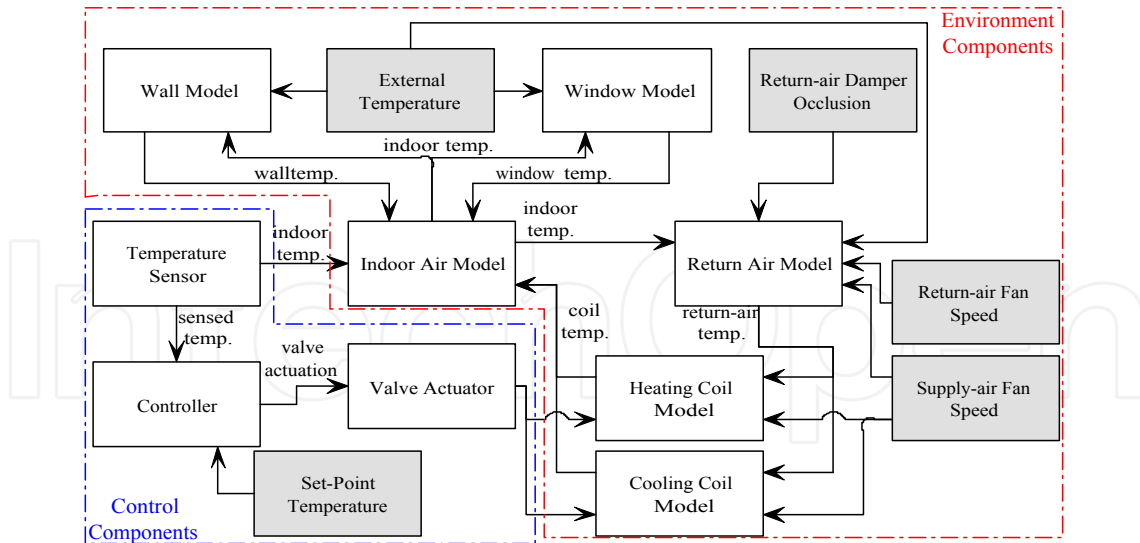 Environment
Components
Wall Model
External
Temperature
Window Model
Return-air Damper
Occlusion
indoor temp.
walltemp.
window temp.
Temperature
Sensor
indoor
temp.
Indoor Air Model
indoor
temp.
Return Air Model
Return-air Fan
Speed
sensed
temp.
coil
temp.
return-air
temp.
valve
actuation
Controller
Valve Actuator
Heating Coil
Model
Supply-air Fan
Speed
Set-Point
Temperature
Cooling Coil
Model
Control
Components
InTechOpen